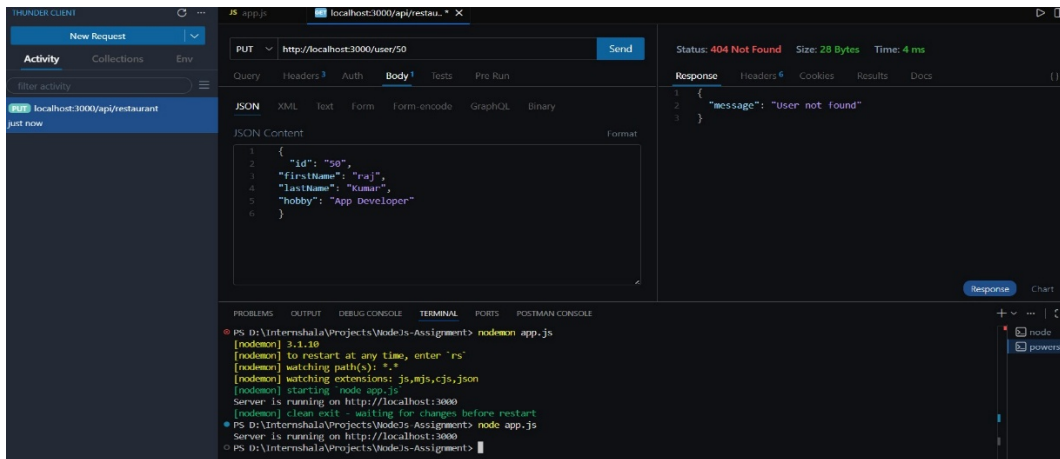 THUNDER CLIENT
New Request
Activity Collections Env
filter activity
PUT localhost:3000/api/restaurant
just now
JS app.js
localhost:3000/api/restau.. *
PUT http://localhost:3000/user/50 Send
Query Headers 3 Auth Body 1 Tests Pre Run
JSON XML Text Form Form-encode GraphQL Binary
JSON Content Format
1 {
2 "id": "50",
3 "firstName": "raj",
4 "lastName": "Kumar",
5 "hobby": "App Developer"
6 }
Status: 404 Not Found Size: 28 Bytes Time: 4 ms
Response Headers 6 Cookies Results Docs {}
1 {
2 "message": "User not found"
3 }
Response Chart
PROBLEMS OUTPUT DEBUG CONSOLE TERMINAL PORTS POSTMAN CONSOLE
PS D:\Internshala\Projects\NodeJs-Assignment> nodemon app.js
[nodemon] 3.1.10
[nodemon] to restart at any time, enter `rs`
[nodemon] watching path(s): *.*
[nodemon] watching extensions: js,mjs,cjs,json
[nodemon] starting `node app.js`
Server is running on http://localhost:3000
[nodemon] clean exit - waiting for changes before restart
PS D:\Internshala\Projects\NodeJs-Assignment> node app.js
Server is running on http://localhost:3000
PS D:\Internshala\Projects\NodeJs-Assignment>
node
powers